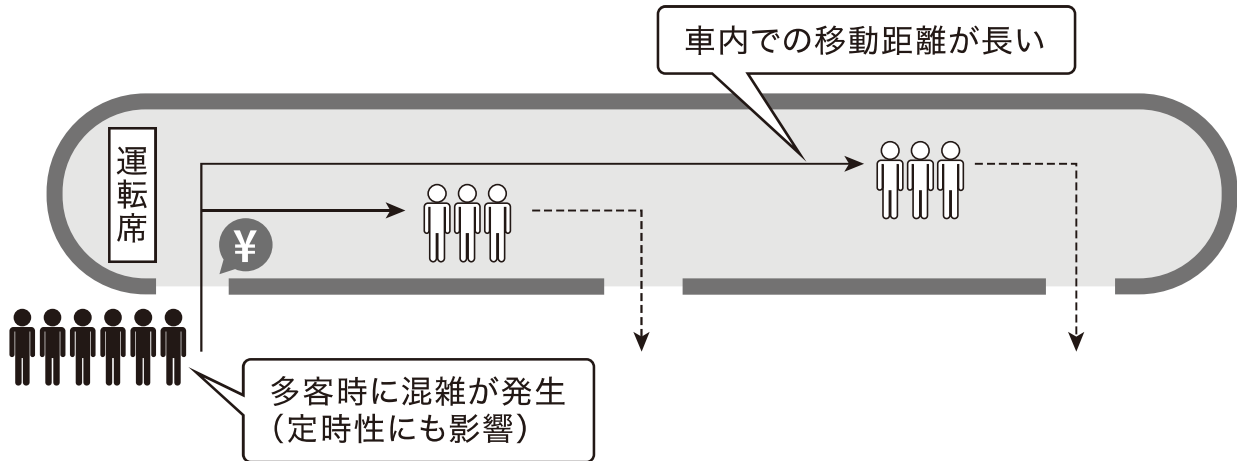 車内での移動距離が長い
運転席
¥
多客時に混雑が発生
（定時性にも影響）